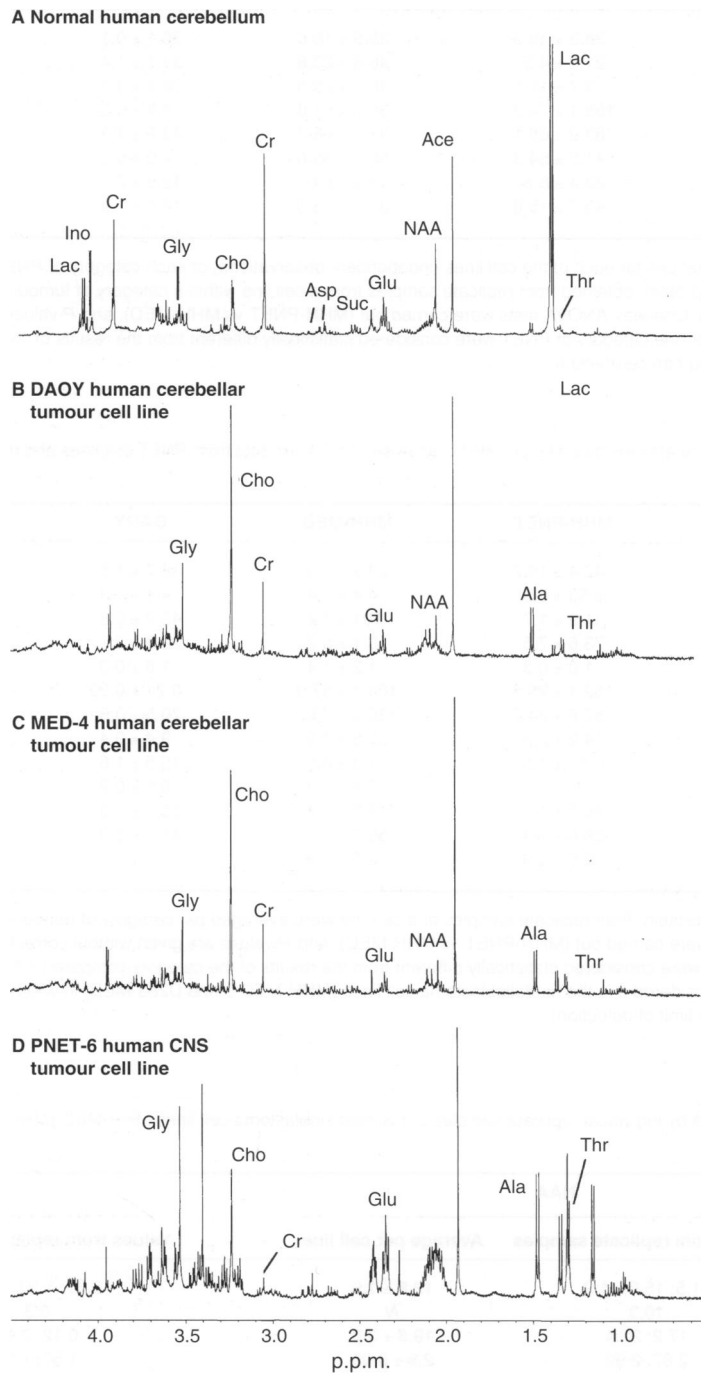 A Normal human cerebellum
Lac
Cr
Ace
Cr
Ino
NAA
Gly
Lac
Cho
Glu
Asp
Suc
Thr
B DAOY human cerebellar
tumour cell line
Lac
Cho
Gly
Cr
Ala
NAA
Glu
Thr
C MED-4 human cerebellar
tumour cell line
Cho
Gly
Cr
Ala
NAA
Glu
Thr
D PNET-6 human CNS
tumour cell line
Gly
Thr
Cho
Ala
Glu
Cr
4.0 3.5 3.0 2.5 2.0 1.5 1.0
p.p.m.